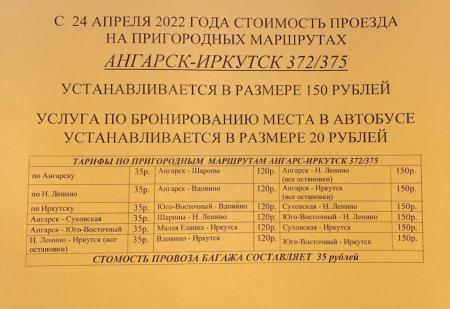 С 24 АПРЕЛЯ 2022 ГОДА СТОИМОСТЬ ПРОЕЗДА
НА ПРИГОРОДНЫХ МАРШРУТАХ
АНГАРСК-ИРКУТСК 372/375
УСТАНАВЛИВАЕТСЯ В РАЗМЕРЕ 150 РУБЛЕЙ
УСЛУГА ПО БРОНИРОВАНИЮ МЕСТА В АВТОБУСЕ
УСТАНАВЛИВАЕТСЯ В РАЗМЕРЕ 20 РУБЛЕЙ
ТАРИФЫ ПО ПРИГОРОДНЫМ МАРШРУТАМ АНГАРС-ИРКУТСК 372/375
по Ангарску 35р. Ангарск - Шароны 120р. Ангарск - Н. Ленино 150р.
(все остановки)
по Н. Ленино 35р. Ангарск - Вдовино 120р. Ангарск - Иркутск 150р.
(все остановки)
по Иркутску 35р. Юго-Восточный - Вдовино 120р. Суховская - Н. Ленино 150р.
Ангарск - Суховская 35р. Шароны - Н. Ленино 120р. Юго-Восточный - Н. Ленино 150р.
Ангарск - Юго-Восточный 35р. Малая Еланка - Иркутск 120р. Суховская - Иркутск 150р.
Н. Ленино - Иркутск (все 35р. Вдовино - Иркутск 120р. Юго-Восточный - Иркутск 150р.
остановки)
СТОМОСТЬ ПРОВОЗА БАГАЖА СОСТАВЛЯЕТ 35 рублей